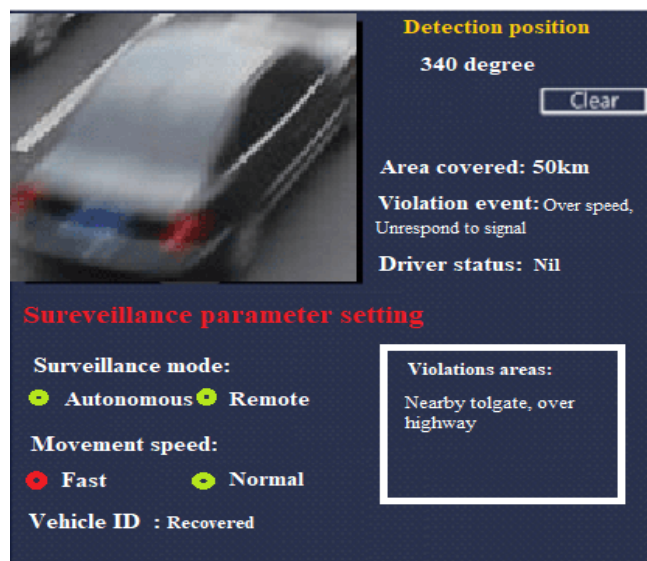 Detection position
340 degree
Clear
Area covered: 50km
Violation event: Over speed,
Unrespond to signal
Driver status: Nil
Sureveillance parameter setting
Surveillance mode:
Autonomous Remote
Movement speed:
Fast Normal
Vehicle ID : Recovered
Violations areas:
Nearby tolgate, over
highway